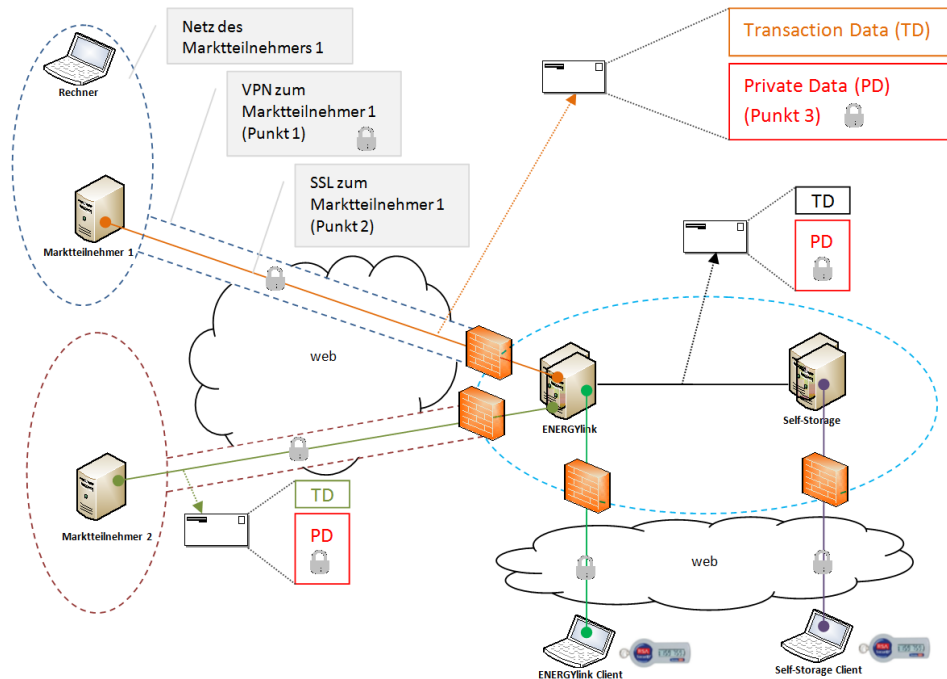 Netz des
Marktteilnehmers 1
Rechner
VPN zum
Marktteilnehmer 1
(Punkt 1)
SSL zum
Marktteilnehmer 1
(Punkt 2)
Transaction Data (TD)
Private Data (PD)
(Punkt 3)
Marktteilnehmer 1
TD
PD
web
ENERGYlink
Self-Storage
Marktteilnehmer 2
TD
PD
web
ENERGYlink Client
Self-Storage Client
RSA
RSA